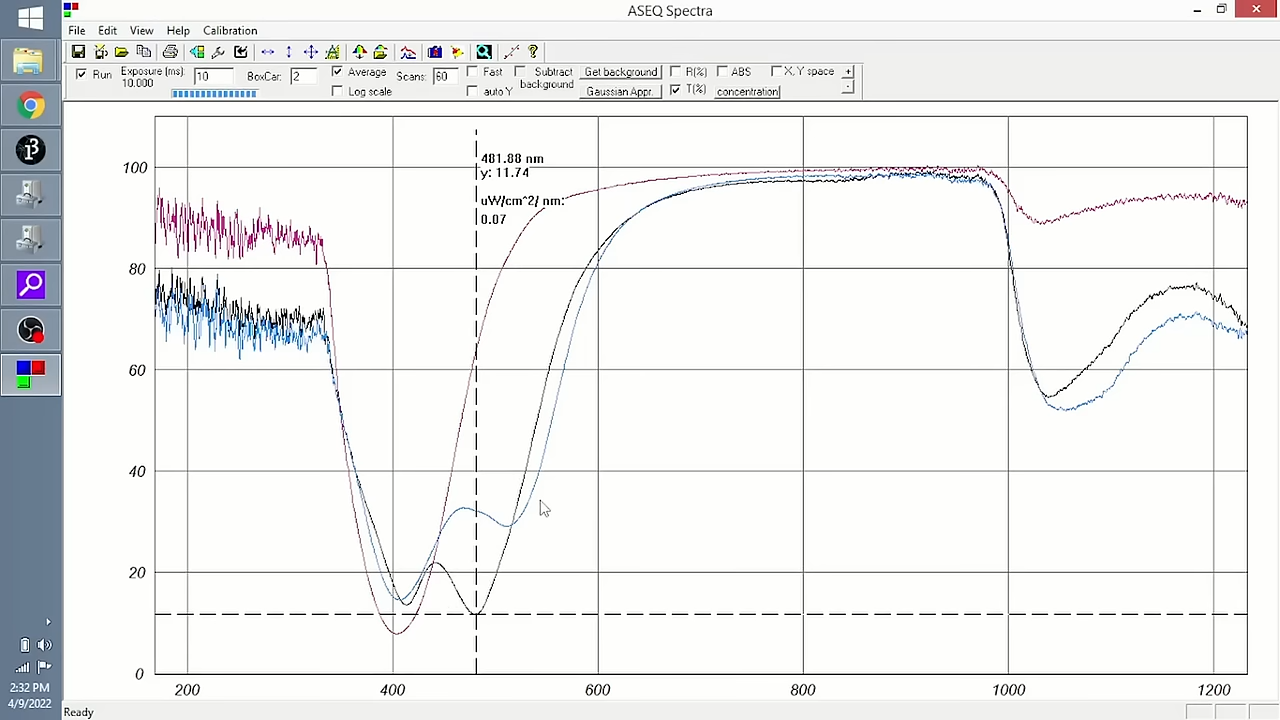 ASEQ Spectra
File Edit View Help Calibration
Run Exposure (ms): 10.000 10 BoxCar: 2 Average Scans: 60 Fast Subtract background Get background R(%) ABS X, Y space + -
Log scale auto Y Gaussian Appr. T(%) concentration
100
80
60
40
20
0
481.88 nm
y: 11.74
uW/cm^2/ nm:
0.07
200 400 600 800 1000 1200
2:32 PM
4/9/2022
Ready